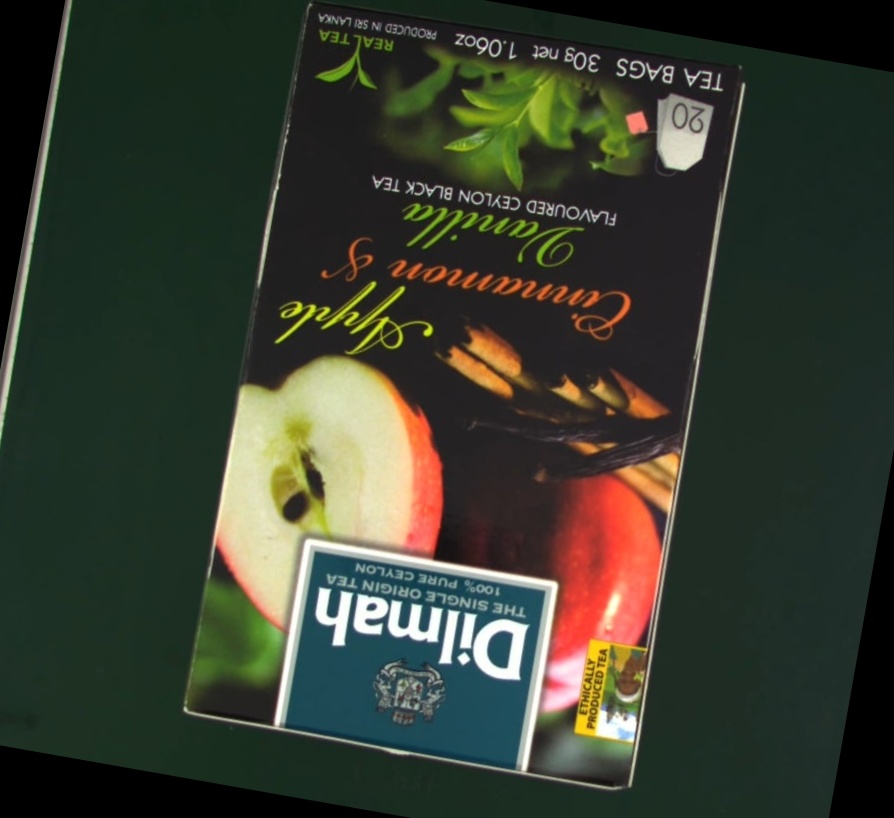 ETHICALLY
PRODUCED TEA
Dilmah
THE SINGLE ORIGIN TEA
100% PURE CEYLON
Apple
Cinnamon &
Vanilla
FLAVOURED CEYLON BLACK TEA
20
TEA BAGS 30g net 1.06oz
REAL TEA
PRODUCED IN SRI LANKA